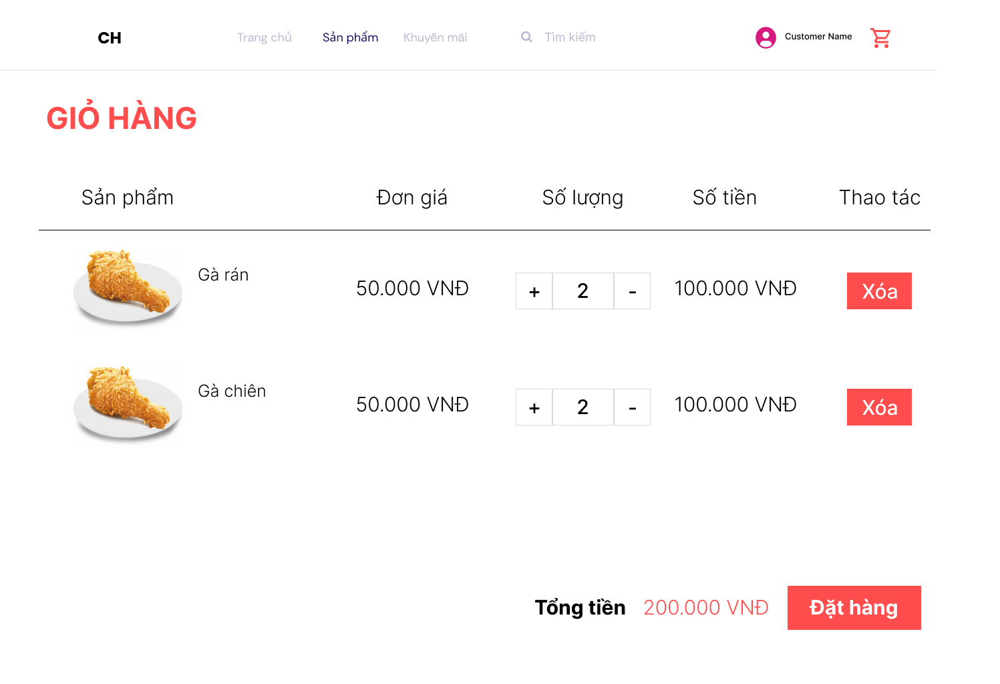 CH Trang chủ Sản phẩm Khuyến mãi Tìm kiếm Customer Name
GIỎ HÀNG
Sản phẩm Đơn giá Số lượng Số tiền Thao tác
Gà rán
50.000 VNĐ + 2 - 100.000 VNĐ Xóa
Gà chiên
50.000 VNĐ + 2 - 100.000 VNĐ Xóa
Tổng tiền 200.000 VNĐ Đặt hàng